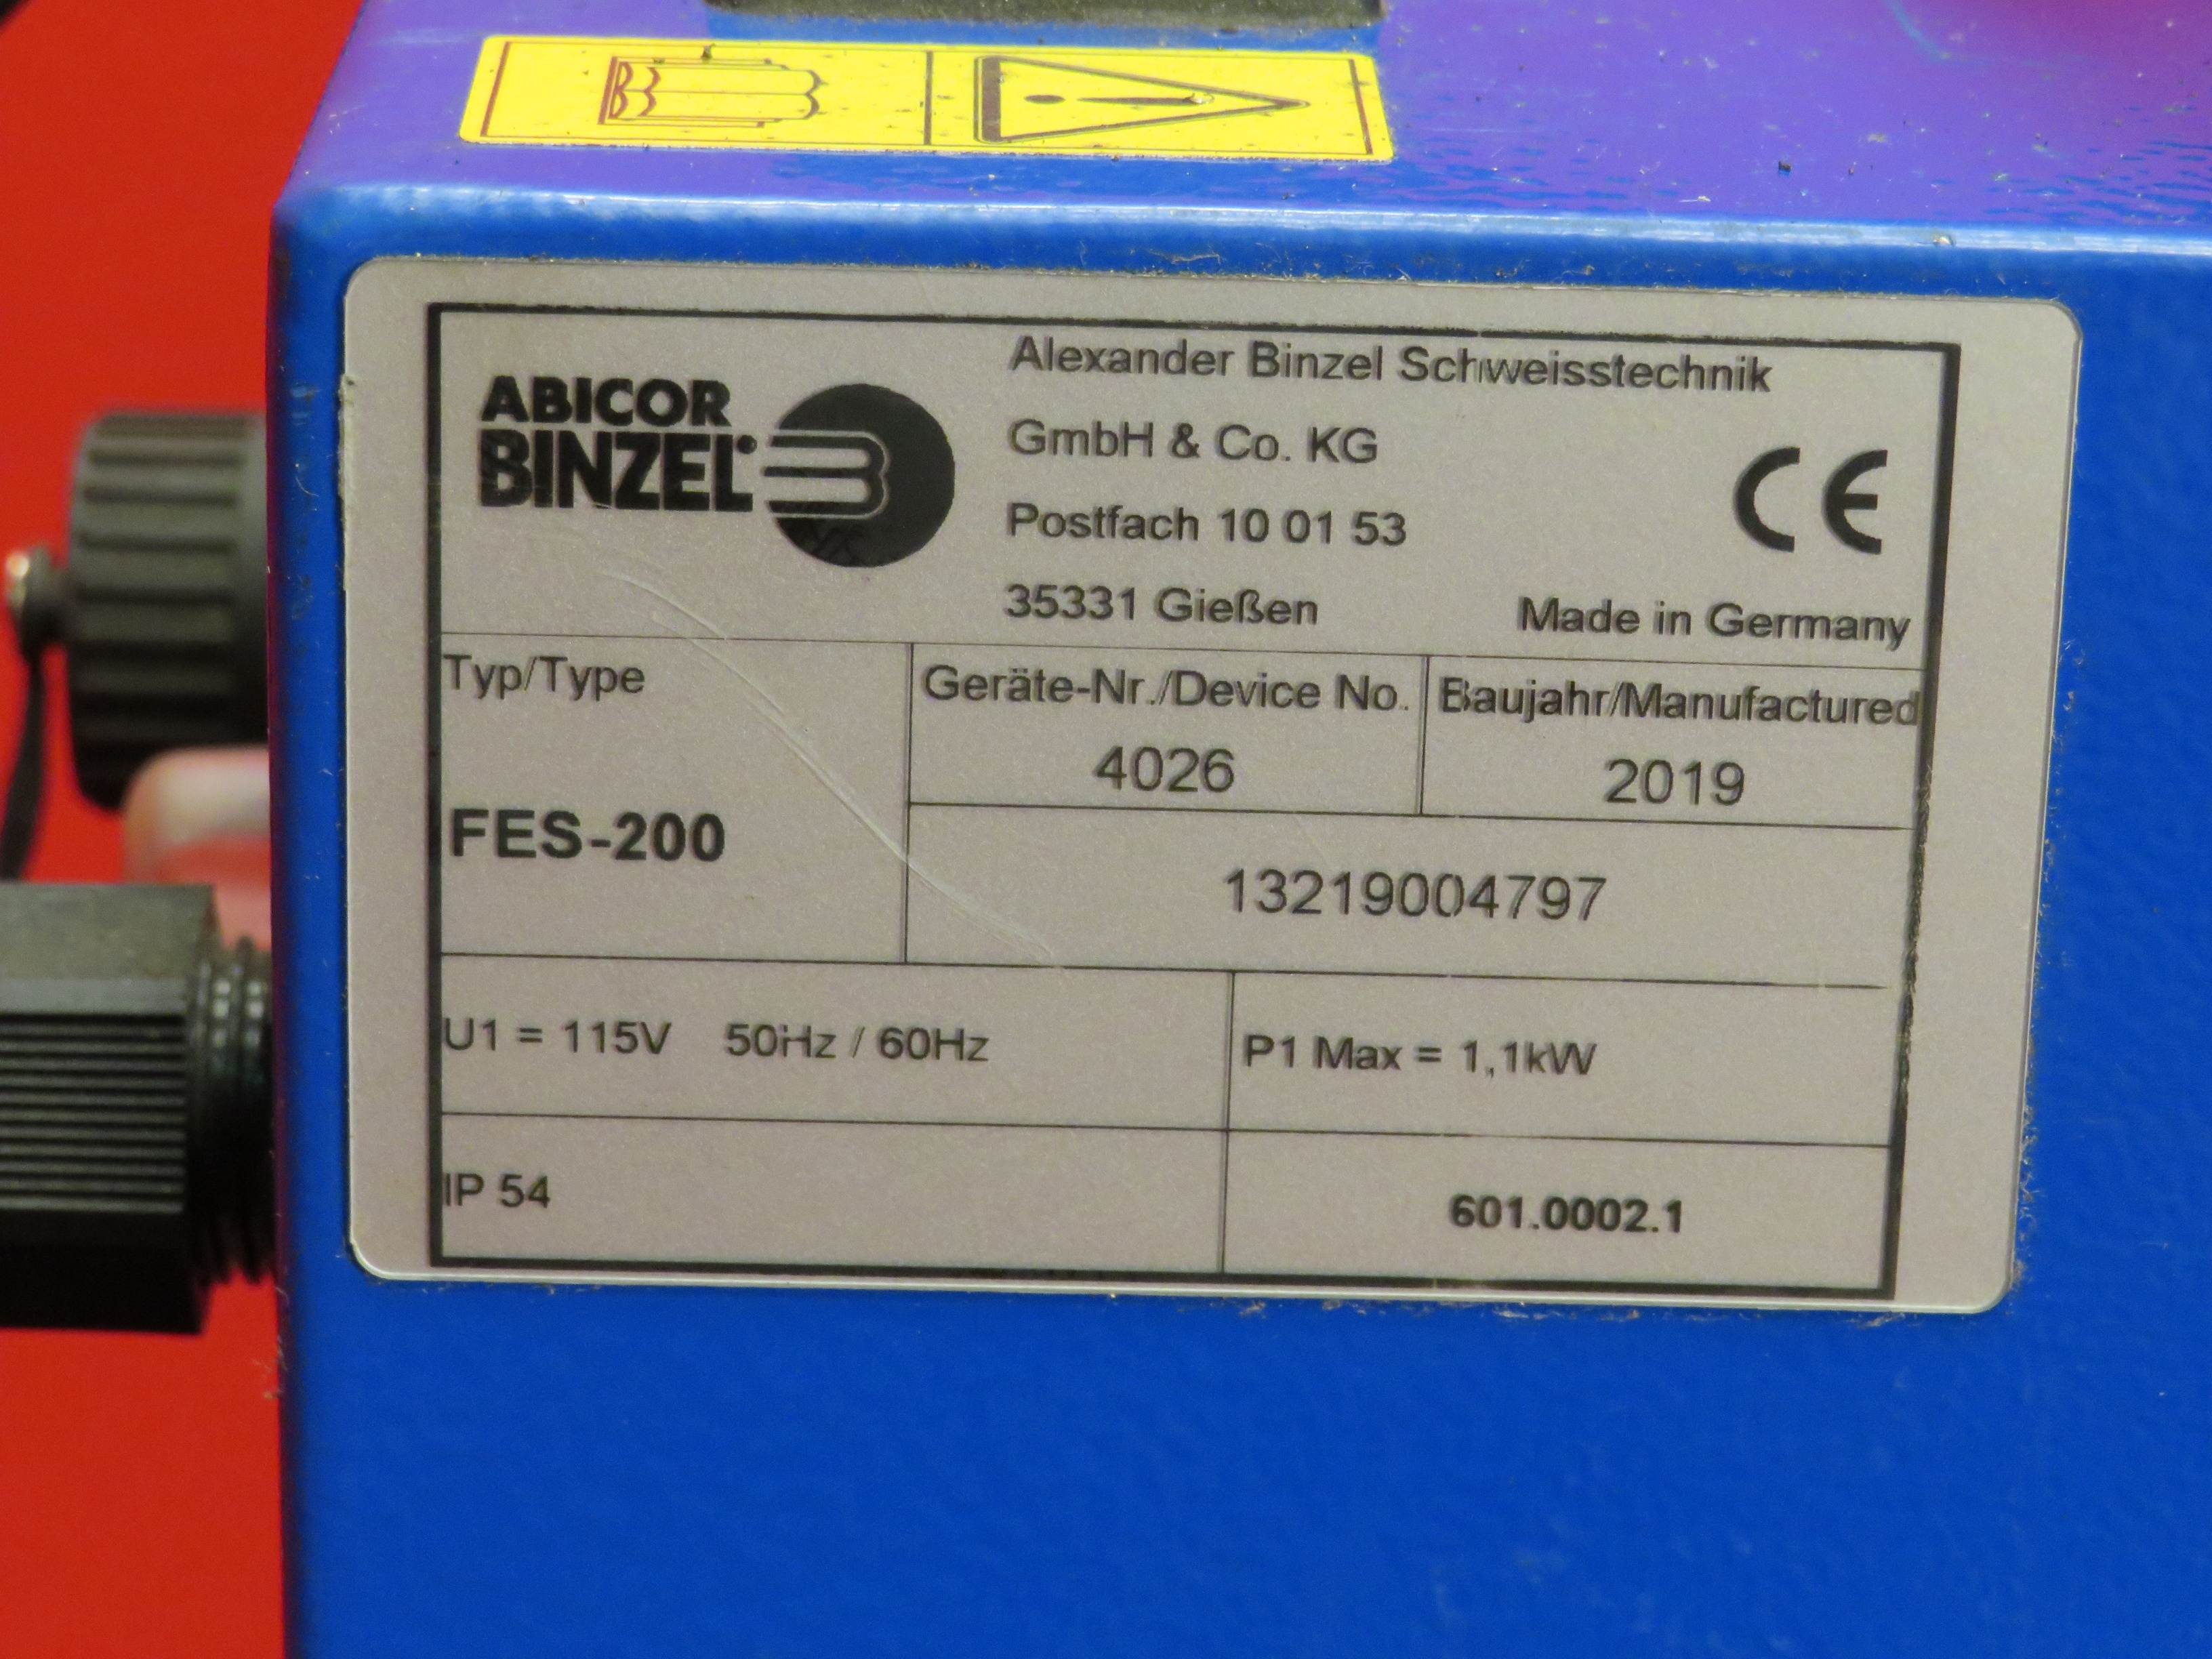 ABICOR
BINZEL
Alexander Binzel Schweisstechnik
GmbH & Co. KG
Postfach 10 01 53
35331 Gießen
CE
Made in Germany
Typ/Type
FES-200
Geräte-Nr./Device No.
4026
Baujahr/Manufactured
2019
13219004797
U1 = 115V 50Hz / 60Hz
P1 Max = 1,1kW
IP 54
601.0002.1